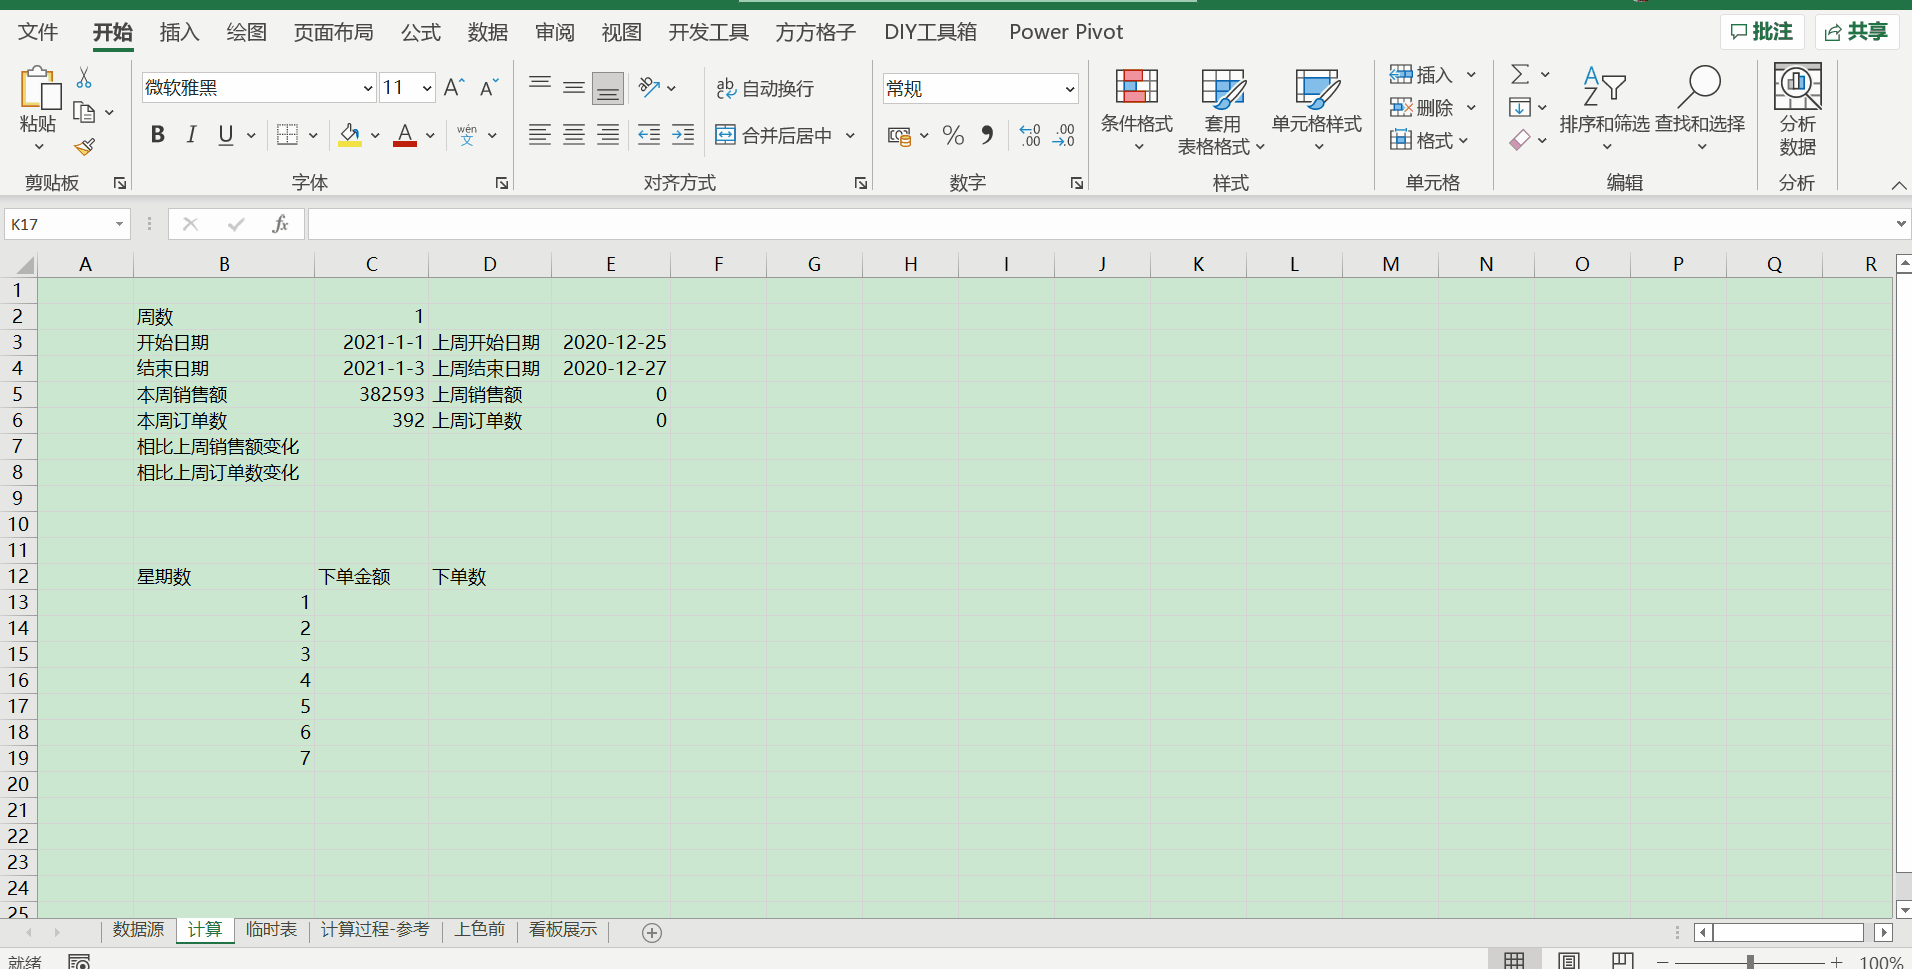 文件 开始 插入 绘图 页面布局 公式 数据 审阅 视图 开发工具 方方格子 DIY工具箱 Power Pivot 批注 共享
粘贴
剪贴板
微软雅黑 11 A A
B I U A wén 文
字体
ab 自动换行
合并后居中
对齐方式
常规
% .00 .00
数字
条件格式 套用 表格格式 单元格样式
样式
插入
删除
格式
单元格
排序和筛选 查找和选择
编辑
分析 数据
分析
K17 fx
A B C D E F G H I J K L M N O P Q R
1
2 周数 1
3 开始日期 2021-1-1 上周开始日期 2020-12-25
4 结束日期 2021-1-3 上周结束日期 2020-12-27
5 本周销售额 382593 上周销售额 0
6 本周订单数 392 上周订单数 0
7 相比上周销售额变化
8 相比上周订单数变化
9
10
11
12 星期数 下单金额 下单数
13 1
14 2
15 3
16 4
17 5
18 6
19 7
20
21
22
23
24
25
数据源 计算 临时表 计算过程-参考 上色前 看板展示
就绪 100%